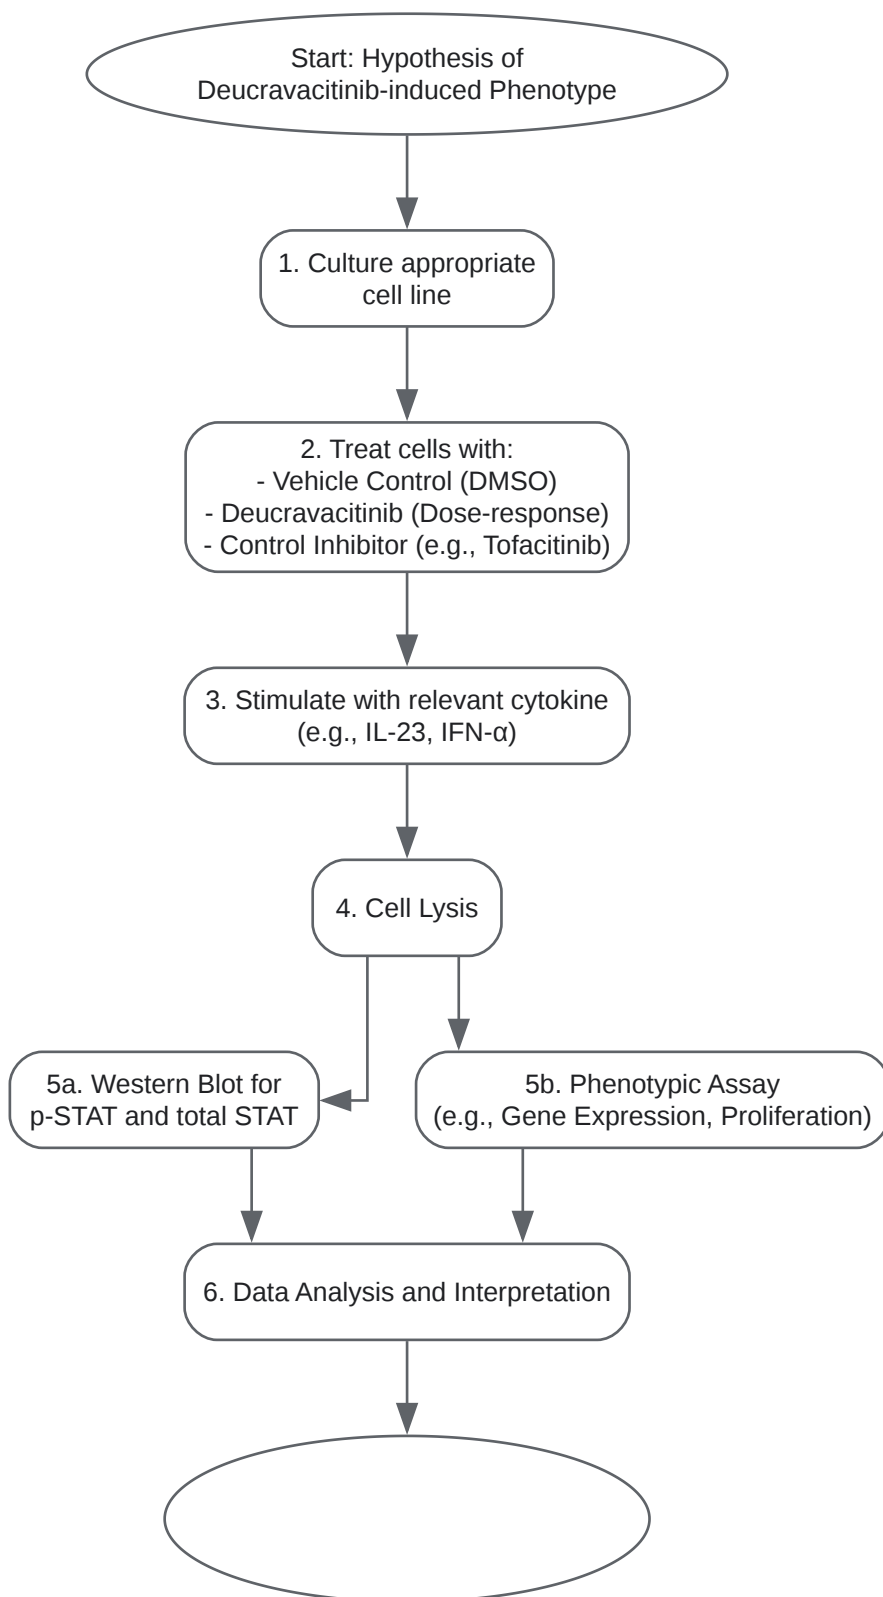 Start: Hypothesis of
Deucravacitinib-induced Phenotype
1. Culture appropriate
cell line
2. Treat cells with:
- Vehicle Control (DMSO)
- Deucravacitinib (Dose-response)
- Control Inhibitor (e.g., Tofacitinib)
3. Stimulate with relevant cytokine
(e.g., IL-23, IFN-α)
4. Cell Lysis
5a. Western Blot for
p-STAT and total STAT
5b. Phenotypic Assay
(e.g., Gene Expression, Proliferation)
6. Data Analysis and Interpretation